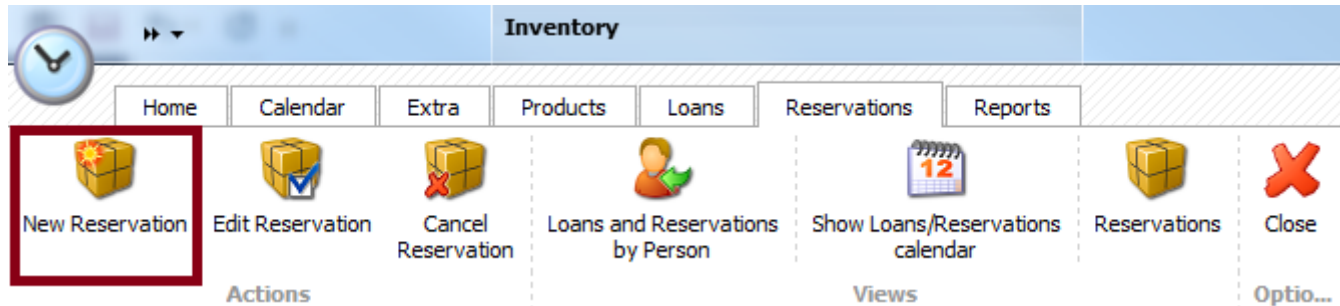 Inventory
Home Calendar Extra Products Loans Reservations Reports
12
New Reservation Edit Reservation Cancel Reservation Loans and Reservations by Person Show Loans/Reservations calendar Reservations Close
Actions Views Optio...